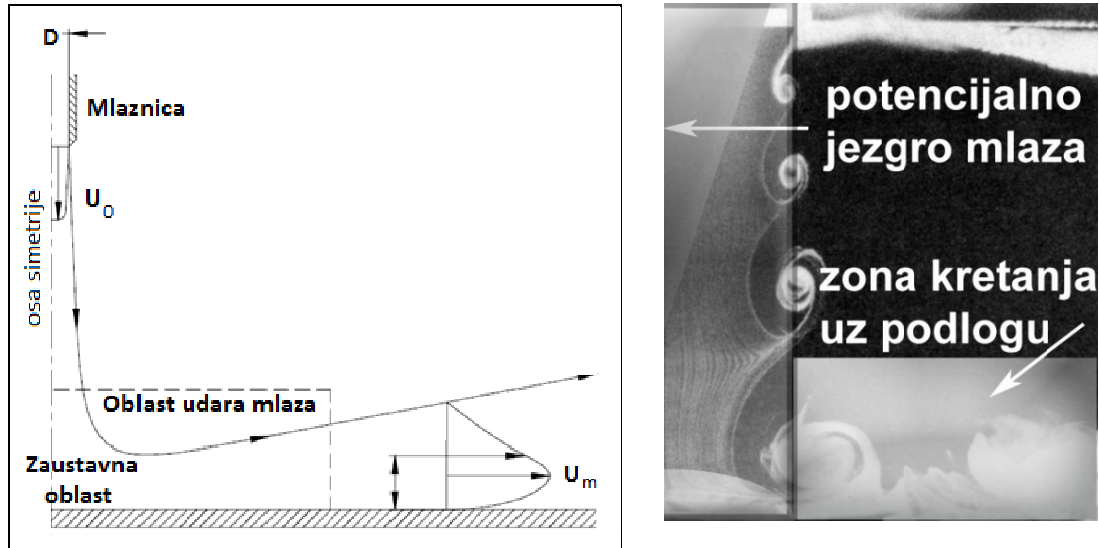 D
Mlaznica
U0
osa simetrije
Oblast udara mlaza
Zaustavna
oblast
Um
potencijalno
jezgro mlaza
zona kretanja
uz podlogu